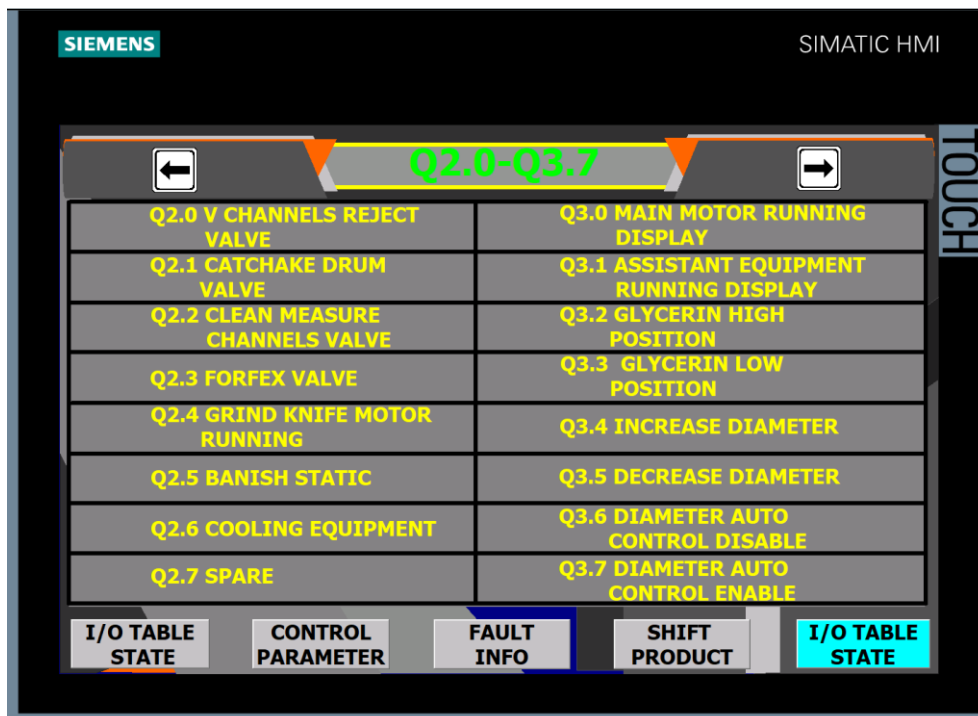 SIEMENS
SIMATIC HMI
TOUCH
Q2.0-Q3.7
Q2.0 V CHANNELS REJECT
VALVE
Q3.0 MAIN MOTOR RUNNING
DISPLAY
Q2.1 CATCHAKE DRUM
VALVE
Q3.1 ASSISTANT EQUIPMENT
RUNNING DISPLAY
Q2.2 CLEAN MEASURE
CHANNELS VALVE
Q3.2 GLYCERIN HIGH
POSITION
Q2.3 FORFEX VALVE
Q3.3 GLYCERIN LOW
POSITION
Q2.4 GRIND KNIFE MOTOR
RUNNING
Q3.4 INCREASE DIAMETER
Q2.5 BANISH STATIC
Q3.5 DECREASE DIAMETER
Q2.6 COOLING EQUIPMENT
Q3.6 DIAMETER AUTO
CONTROL DISABLE
Q2.7 SPARE
Q3.7 DIAMETER AUTO
CONTROL ENABLE
I/O TABLE
STATE
CONTROL
PARAMETER
FAULT
INFO
SHIFT
PRODUCT
I/O TABLE
STATE